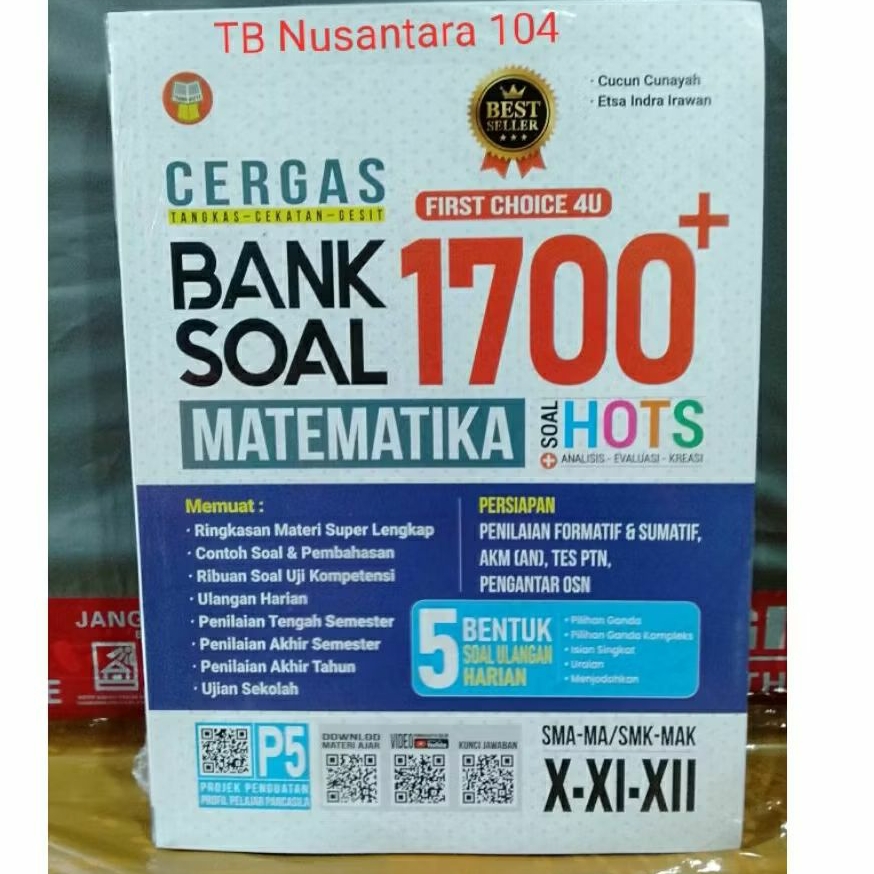 TB Nusantara 104
· Cucun Cunayah
· Etsa Indra Irawan
BEST
SELLER
CERGAS
TANGKAS-CEKATAN-GESIT
FIRST CHOICE 4U
BANK
SOAL
1700+
MATEMATIKA
+ SOAL
HOTS
ANALISIS - EVALUASI - KREASI
Memuat :
· Ringkasan Materi Super Lengkap
· Contoh Soal & Pembahasan
· Ribuan Soal Uji Kompetensi
· Ulangan Harian
· Penilaian Tengah Semester
· Penilaian Akhir Semester
· Penilaian Akhir Tahun
· Ujian Sekolah
PERSIAPAN
PENILAIAN FORMATIF & SUMATIF,
AKM (AN), TES PTN,
PENGANTAR OSN
5 BENTUK
SOAL ULANGAN
HARIAN
• Pilihan Ganda
• Pilihan Ganda Kompleks
• Isian Singkat
• Uraian
• Menjodohkan
P5
PROJEK PENGUATAN
PROFIL PELAJAR PANCASILA
DOWNLOD
MATERI AJAR
VIDEO
YouTube
KUNCI JAWABAN
SMA-MA/SMK-MAK
X-XI-XII
JANG